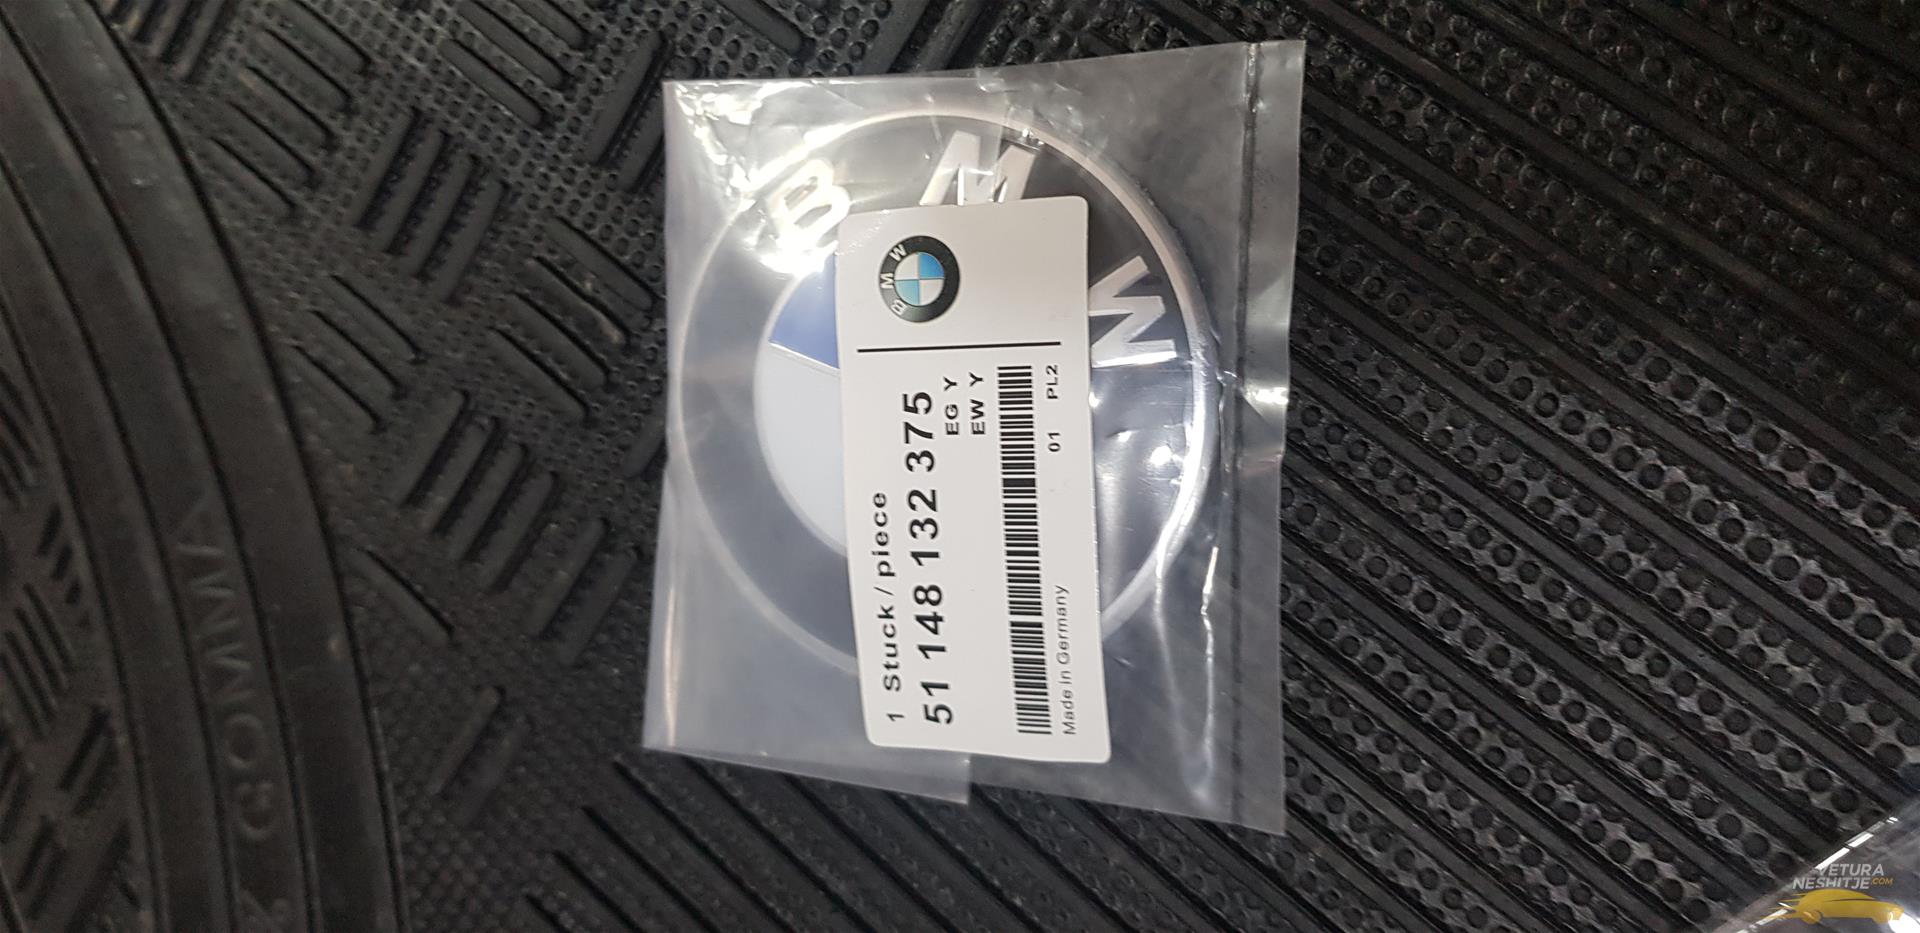 BMW
BMW
1 Stuck / piece
51 148 132 375
EG Y
EW Y
01 PL2
Made in Germany
GOMMA
VETURA
NESHITJE.COM